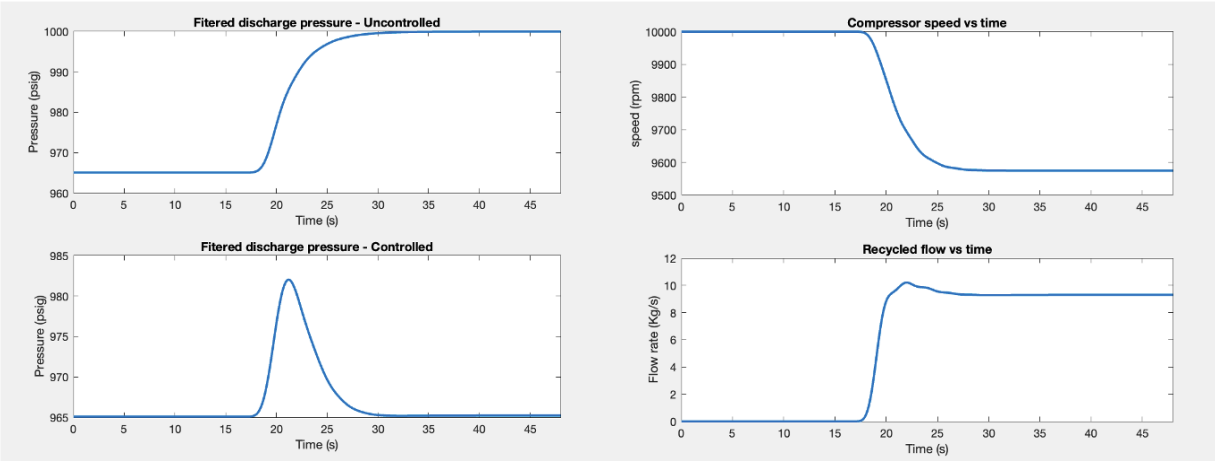 Fitered discharge pressure - Uncontrolled
1000
990
980
970
960
Pressure (psig)
0 5 10 15 20 25 30 35 40 45
Time (s)
Compressor speed vs time
10000
9900
9800
9700
9600
9500
speed (rpm)
0 5 10 15 20 25 30 35 40 45
Time (s)
Fitered discharge pressure - Controlled
985
980
975
970
965
Pressure (psig)
0 5 10 15 20 25 30 35 40 45
Time (s)
Recycled flow vs time
12
10
8
6
4
2
0
Flow rate (Kg/s)
0 5 10 15 20 25 30 35 40 45
Time (s)